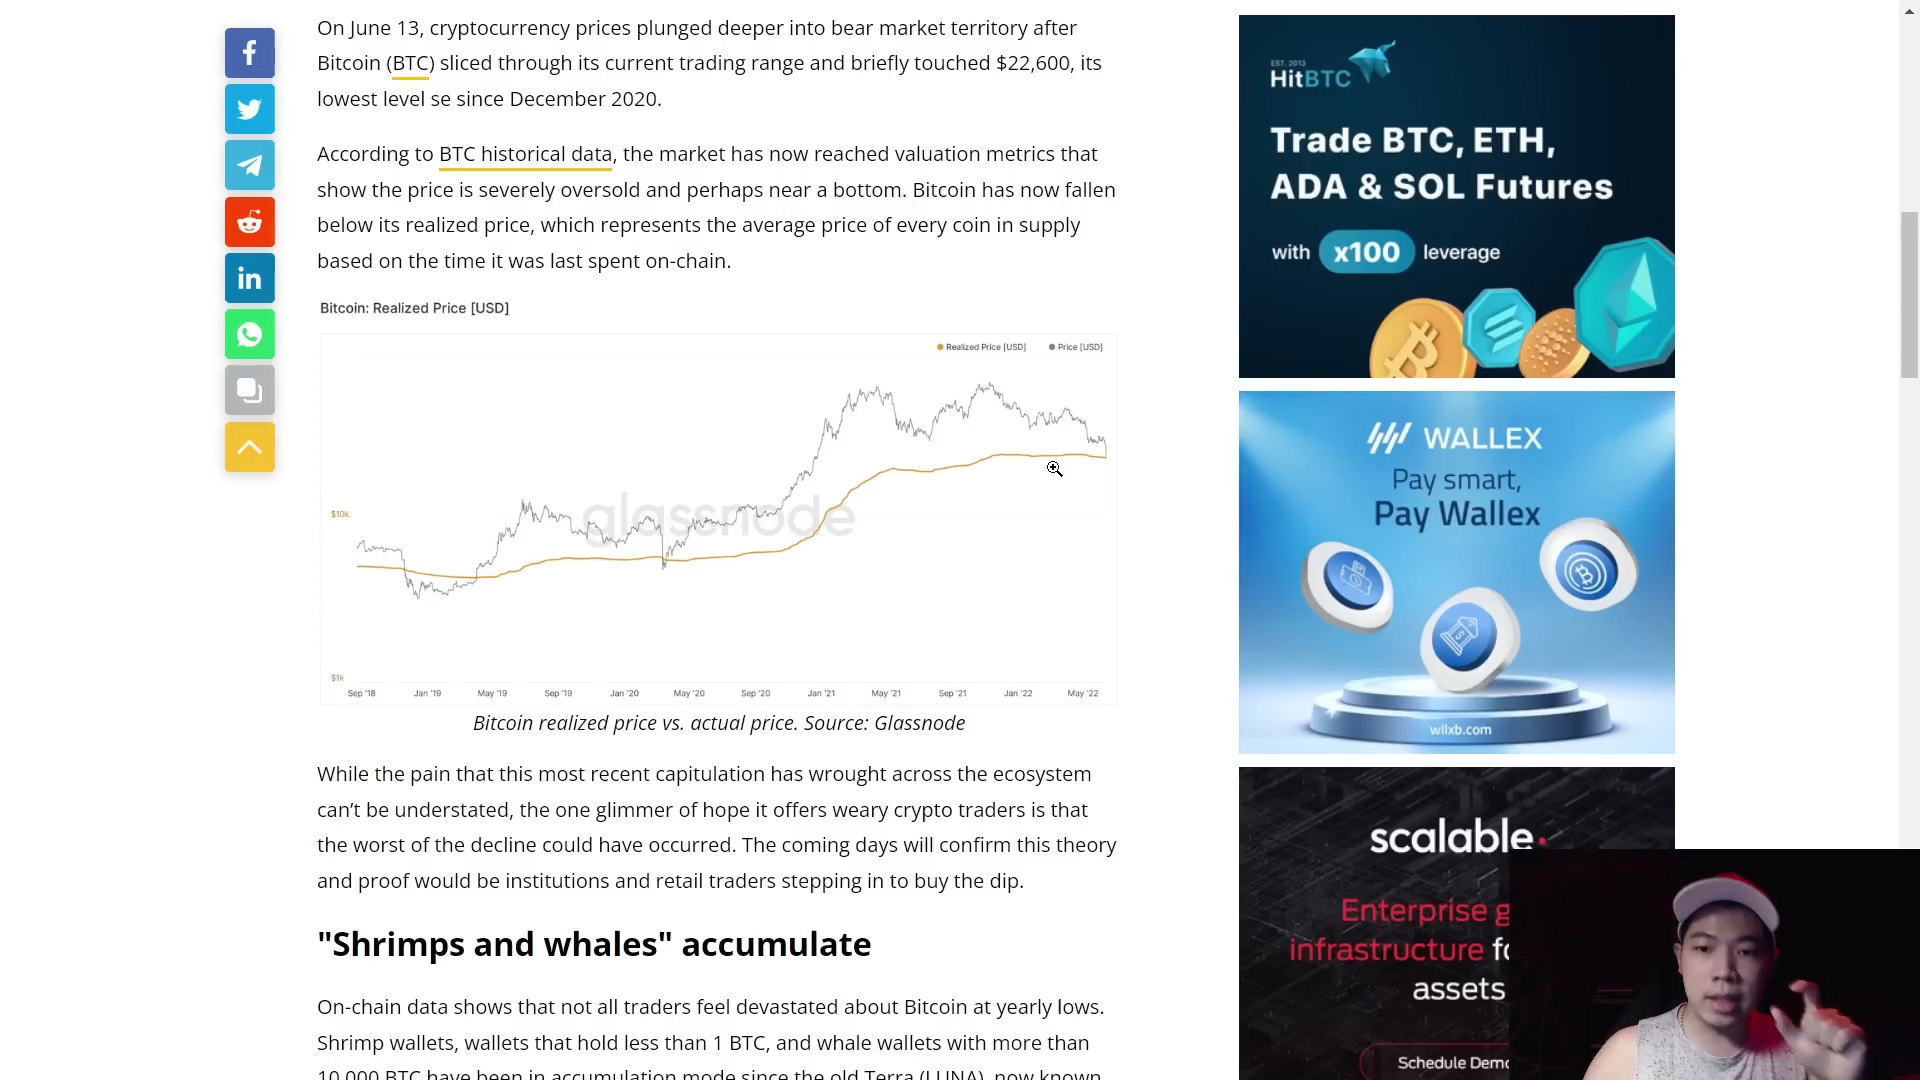 On June 13, cryptocurrency prices plunged deeper into bear market territory after
Bitcoin (BTC) sliced through its current trading range and briefly touched $22,600, its
lowest level se since December 2020.
According to BTC historical data, the market has now reached valuation metrics that
show the price is severely oversold and perhaps near a bottom. Bitcoin has now fallen
below its realized price, which represents the average price of every coin in supply
based on the time it was last spent on-chain.
Bitcoin: Realized Price [USD]
Realized Price [USD] Price [USD]
glassnode
$10k
$1k
Sep '18 Jan '19 May '19 Sep '19 Jan '20 May '20 Sep '20 Jan '21 May '21 Sep '21 Jan '22 May '22
Bitcoin realized price vs. actual price. Source: Glassnode
While the pain that this most recent capitulation has wrought across the ecosystem
can’t be understated, the one glimmer of hope it offers weary crypto traders is that
the worst of the decline could have occurred. The coming days will confirm this theory
and proof would be institutions and retail traders stepping in to buy the dip.
"Shrimps and whales" accumulate
On-chain data shows that not all traders feel devastated about Bitcoin at yearly lows.
Shrimp wallets, wallets that hold less than 1 BTC, and whale wallets with more than
10,000 BTC have been in accumulation mode since the old Terra (LUNA), now known
EST. 2013
HitBTC
Trade BTC, ETH,
ADA & SOL Futures
with x100 leverage
WALLEX
Pay smart,
Pay Wallex
wllxb.com
scalable.
Enterprise g
infrastructure fo
assets
Schedule Demo